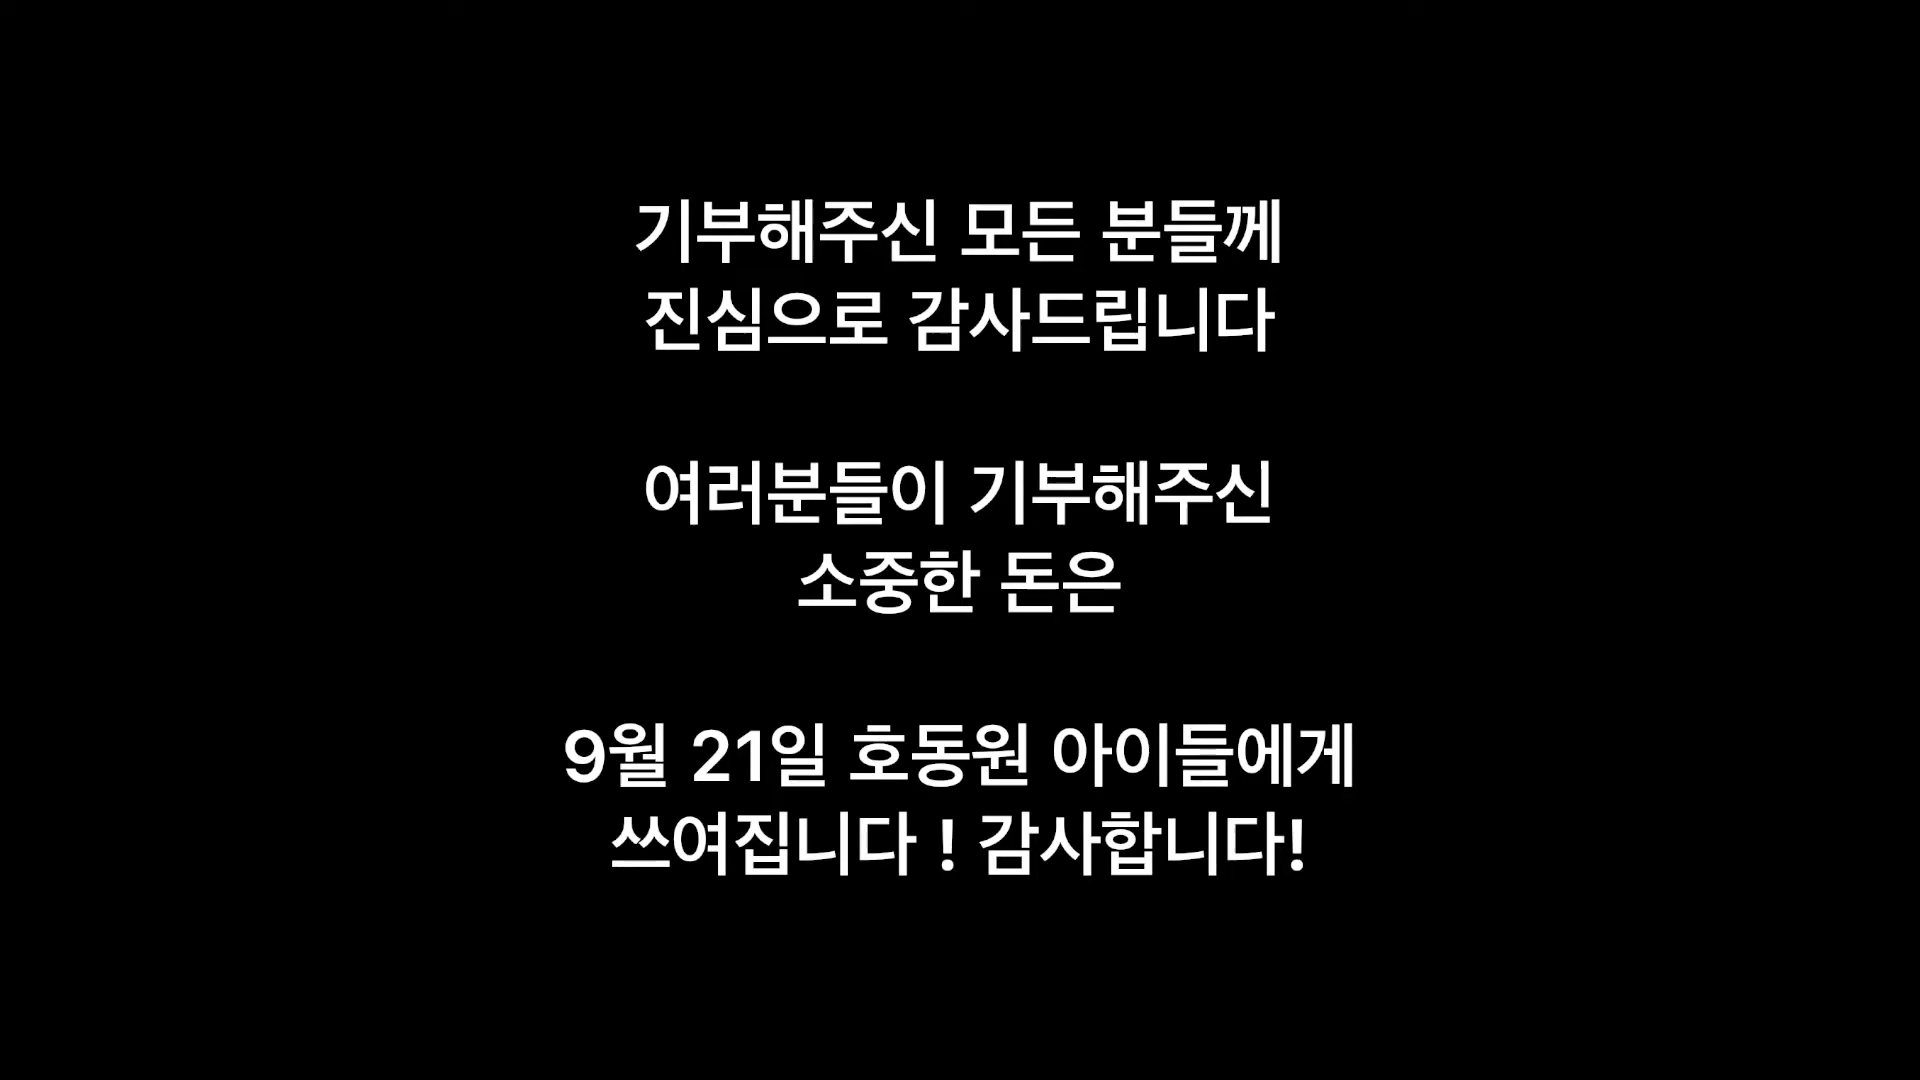 기부해주신 모든 분들께
진심으로 감사드립니다
여러분들이 기부해주신
소중한 돈은
9월 21일 호동원 아이들에게
쓰여집니다 ! 감사합니다!